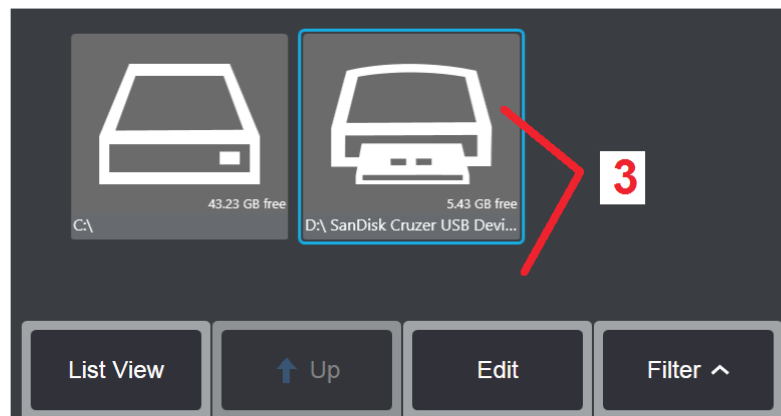 43.23 GB free
C:\
5.43 GB free
D:\ SanDisk Cruzer USB Devi...
3
List View
Up
Edit
Filter